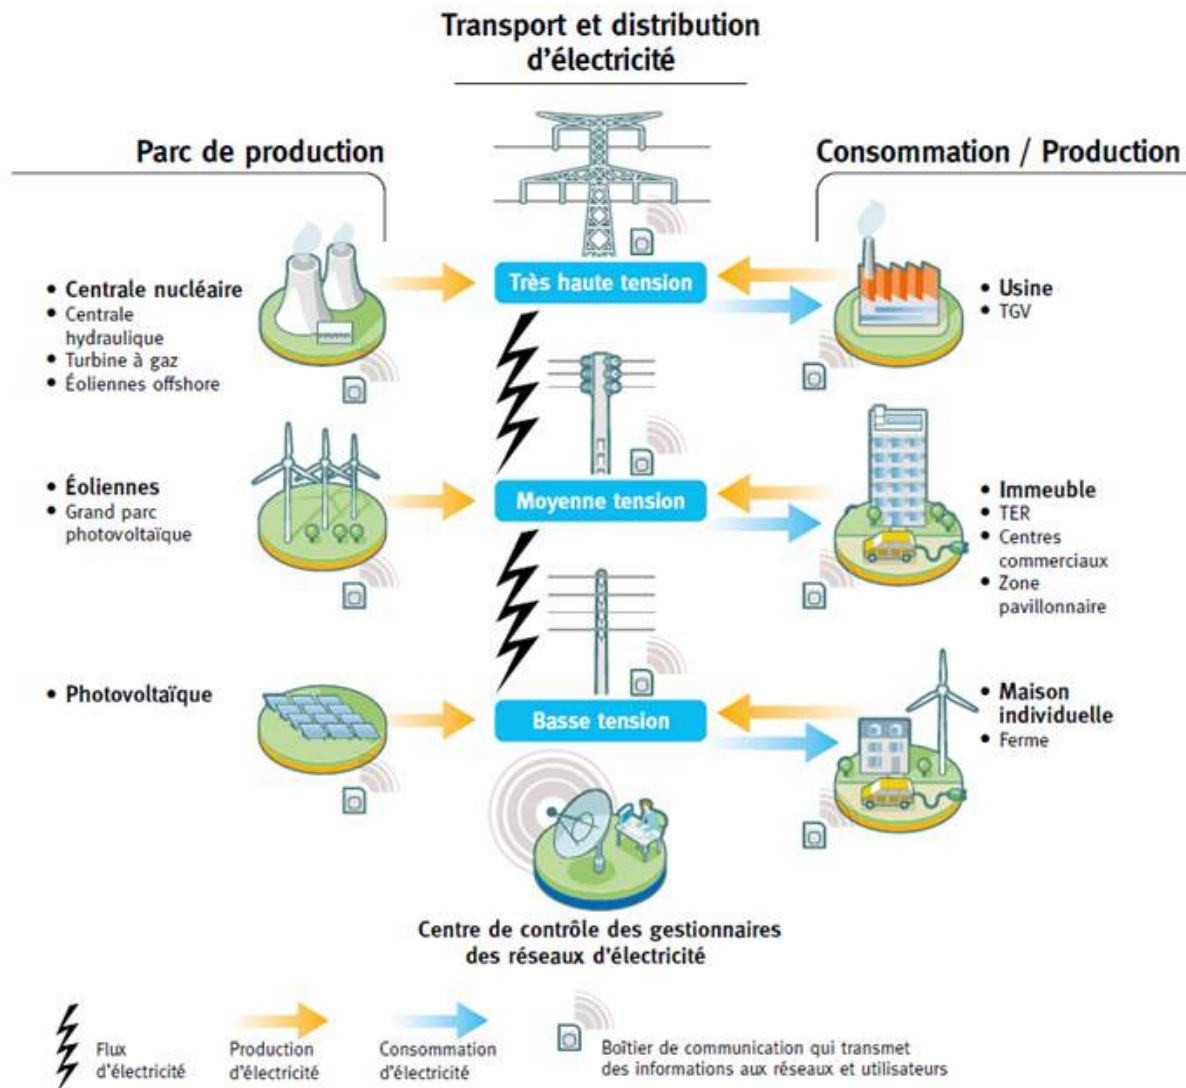 Transport et distribution
d'électricité
Parc de production
Consommation / Production
• Centrale nucléaire
• Centrale
hydraulique
• Turbine à gaz
• Éoliennes offshore
Très haute tension
• Usine
• TGV
• Éoliennes
• Grand parc
photovoltaïque
Moyenne tension
• Immeuble
• TER
• Centres
commerciaux
• Zone
pavillonnaire
• Photovoltaïque
Basse tension
• Maison
individuelle
• Ferme
Centre de contrôle des gestionnaires
des réseaux d'électricité
Flux
d'électricité
Production
d'électricité
Consommation
d'électricité
Boîtier de communication qui transmet
des informations aux réseaux et utilisateurs